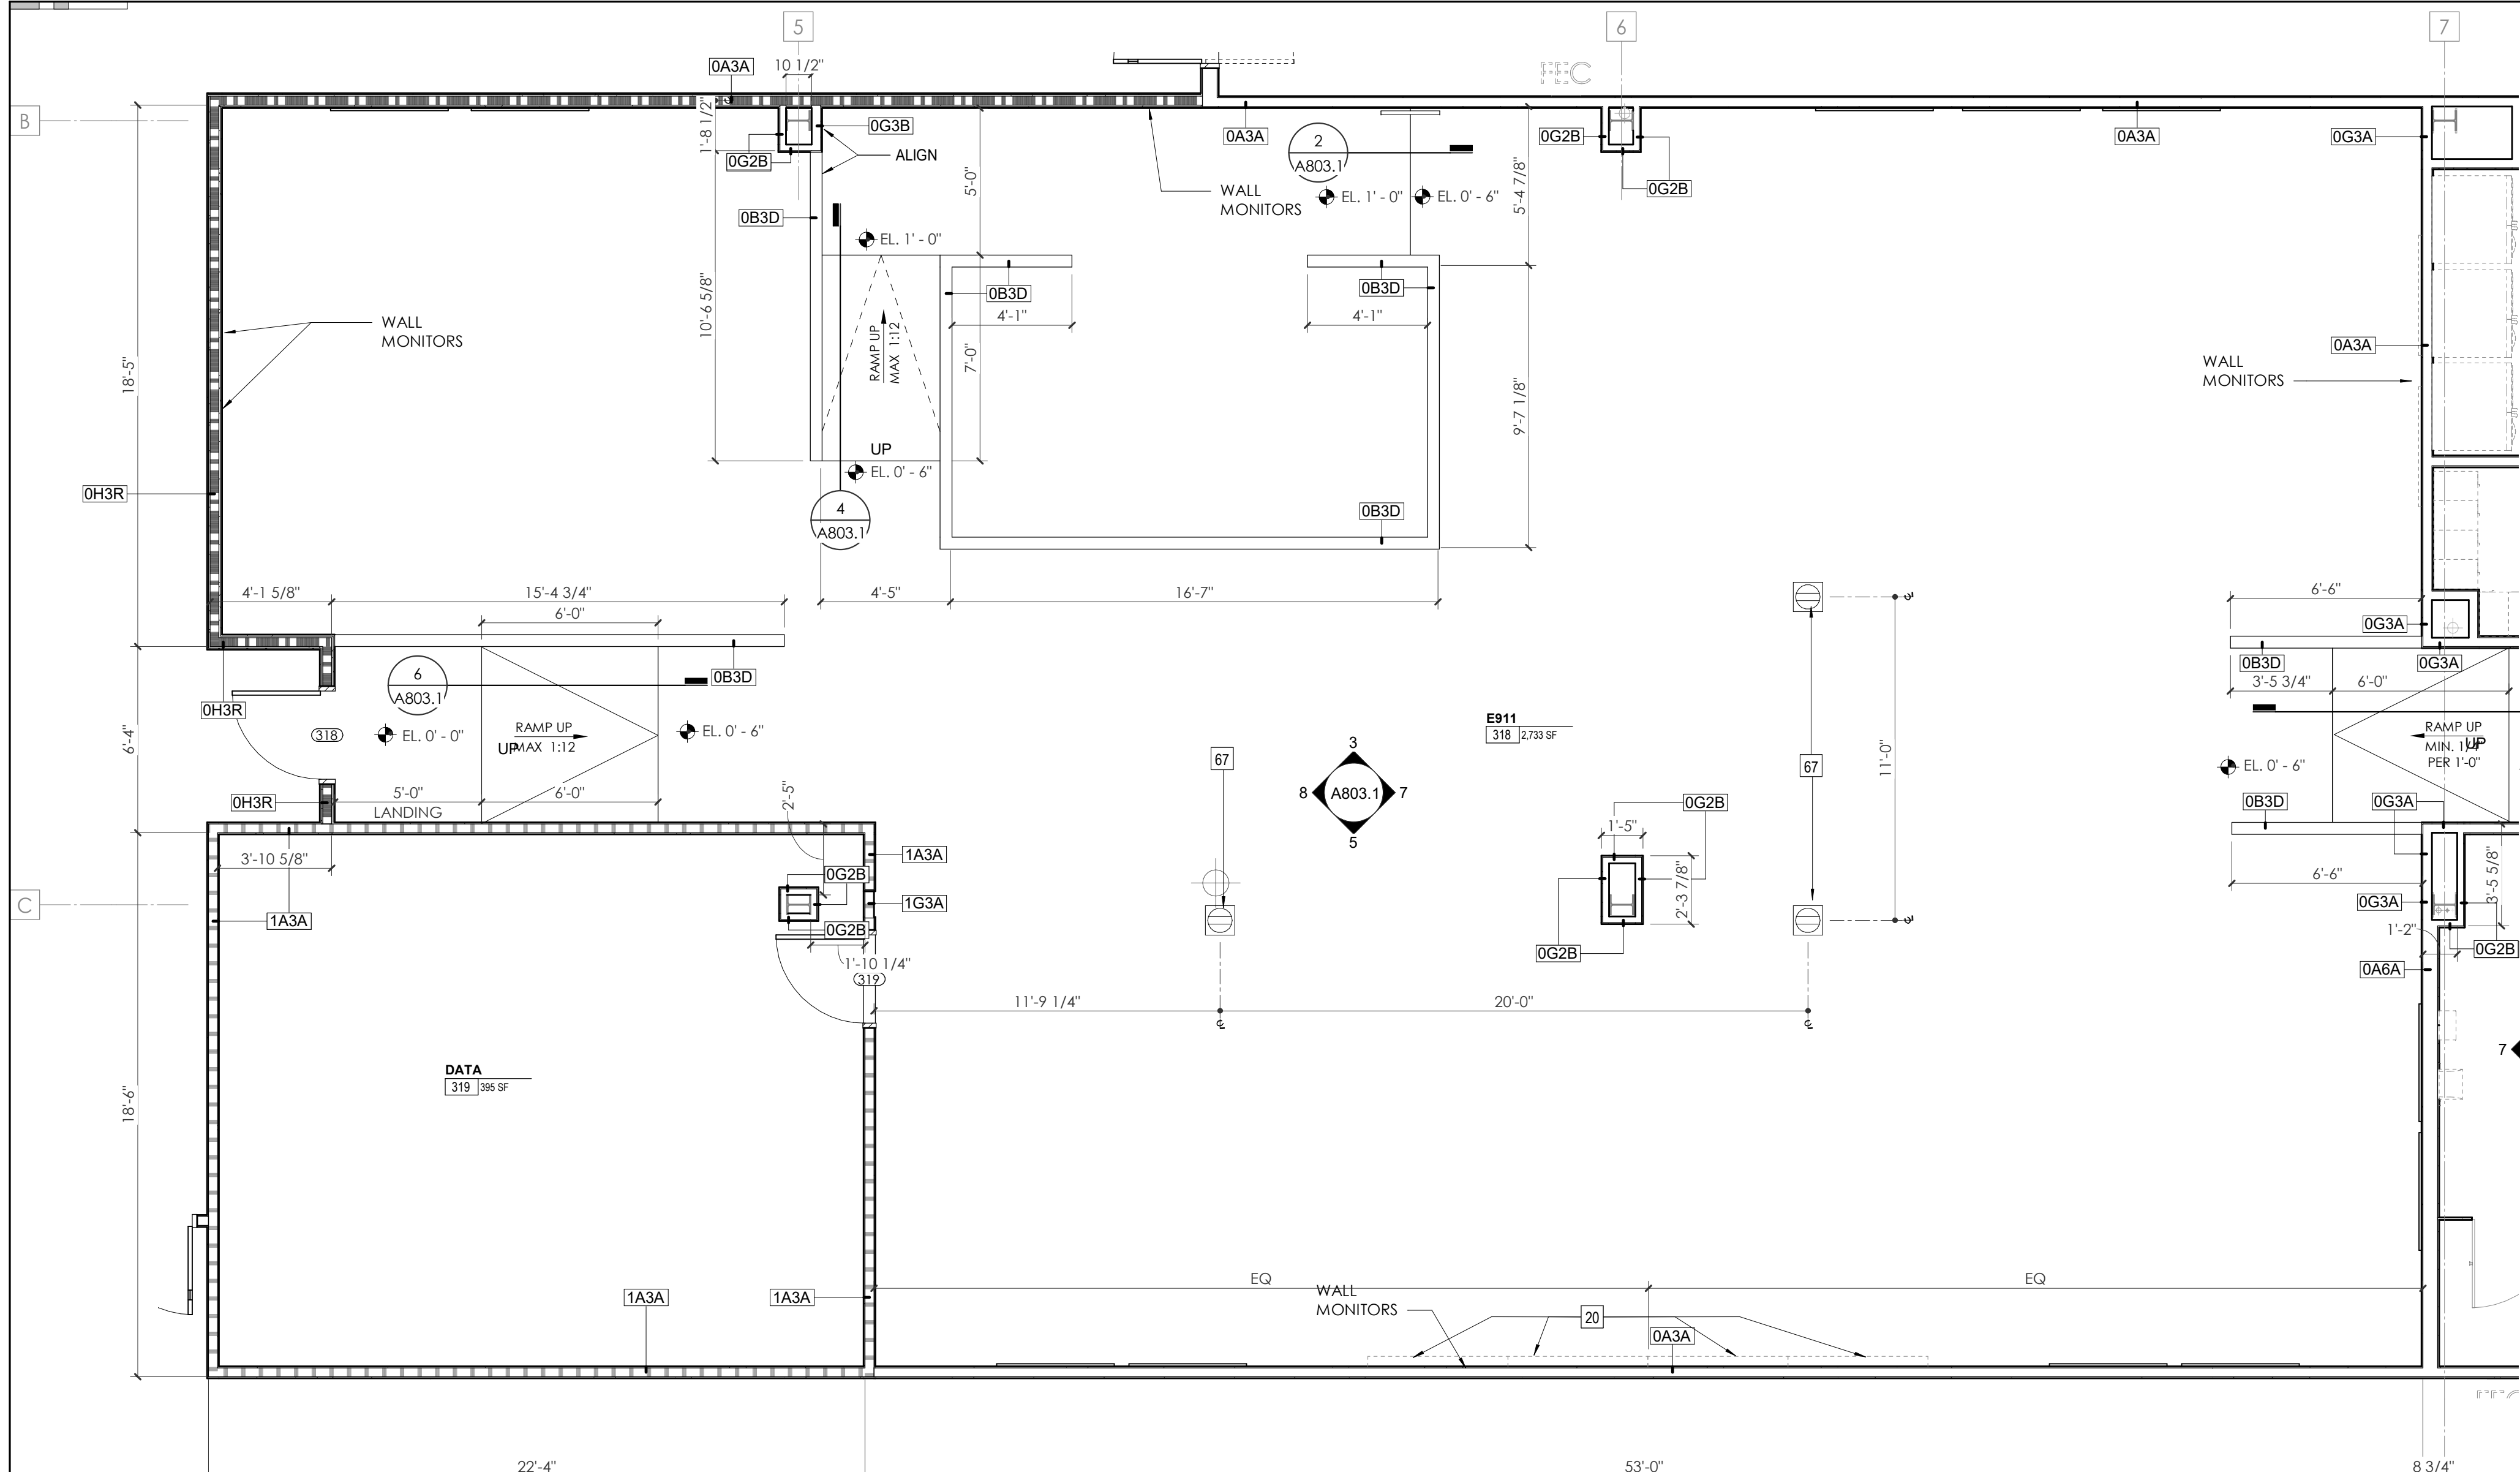 5
6
7
0A3A
10 1/2"
FEC
B
1'-8 1/2"
0G3B
0G2B
ALIGN
0A3A
2
A803.1
0G2B
0G2B
0A3A
0G3A
WALL
MONITORS
EL. 1' - 0"
EL. 0' - 6"
5'-0"
5'-4 7/8"
0B3D
EL. 1' - 0"
10'-6 5/8"
0B3D
0B3D
4'-1"
4'-1"
WALL
MONITORS
RAMP UP
MAX 1:12
7'-0"
18'-5"
9'-7 1/8"
0A3A
WALL
MONITORS
UP
EL. 0' - 6"
0H3R
4
A803.1
0B3D
4'-1 5/8"
15'-4 3/4"
4'-5"
16'-7"
6'-0"
6'-6"
0G3A
0B3D
0G3A
6
A803.1
0B3D
3'-5 3/4"
6'-0"
0H3R
6'-4"
318
EL. 0' - 0"
RAMP UP
UP
MAX 1:12
EL. 0' - 6"
E911
318
2,733 SF
RAMP UP
UP
MIN. 1/4"
PER 1'-0"
EL. 0' - 6"
67
3
8
A803.1
7
5
67
11'-0"
0H3R
5'-0"
6'-0"
LANDING
2'-5"
0G2B
1'-5"
0B3D
0G3A
3'-10 5/8"
1A3A
0G2B
2'-3 7/8"
6'-6"
3'-5 5/8"
C
1A3A
1G3A
0G3A
0G2B
0G2B
1'-2"
0G2B
1'-10 1/4"
319
0A6A
11'-9 1/4"
20'-0"
DATA
319
395 SF
7
18'-6"
EQ
EQ
1A3A
1A3A
WALL
MONITORS
20
0A3A
22'-4"
53'-0"
8 3/4"